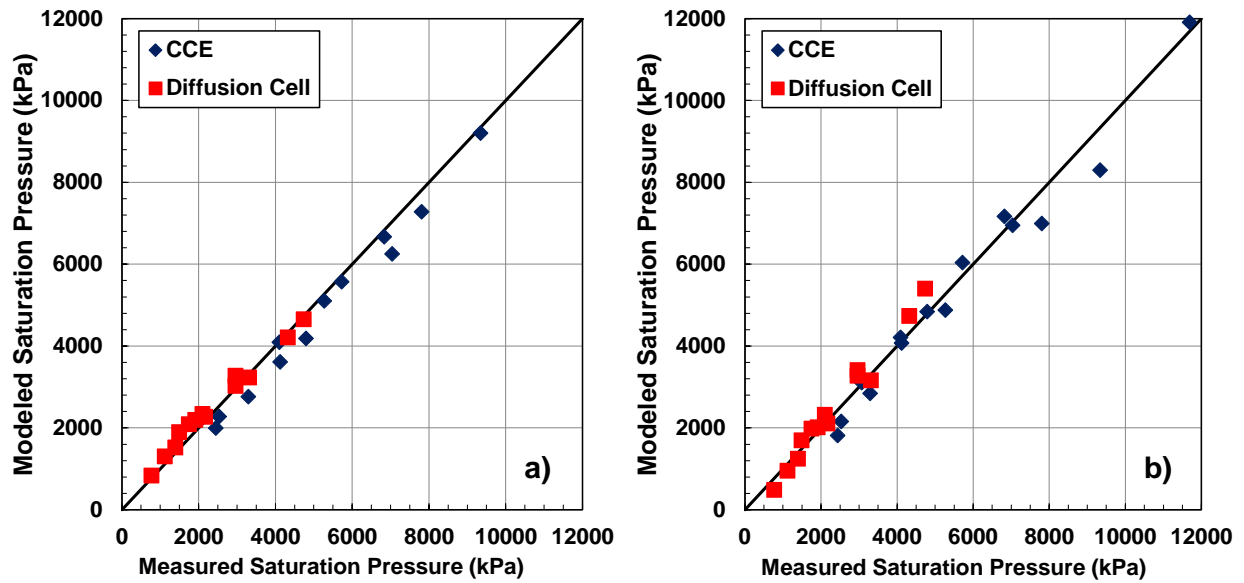 12000
10000
8000
6000
4000
2000
0
Modeled Saturation Pressure (kPa)
CCE
Diffusion Cell
a)
0 2000 4000 6000 8000 10000 12000
Measured Saturation Pressure (kPa)
12000
10000
8000
6000
4000
2000
0
Modeled Saturation Pressure (kPa)
CCE
Diffusion Cell
b)
0 2000 4000 6000 8000 10000 12000
Measured Saturation Pressure (kPa)